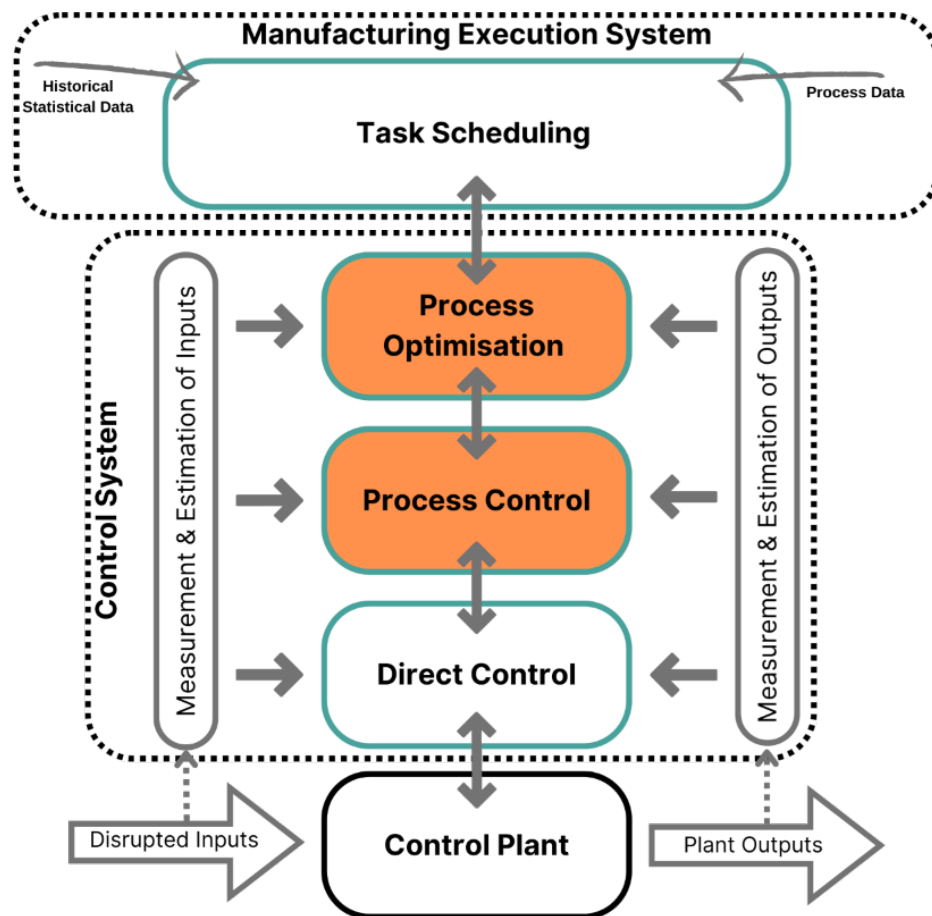 Manufacturing Execution System
Historical
Statistical Data
Process Data
Task Scheduling
Control System
Measurement & Estimation of Inputs
Process
Optimisation
Measurement & Estimation of Outputs
Process Control
Direct Control
Disrupted Inputs
Control Plant
Plant Outputs